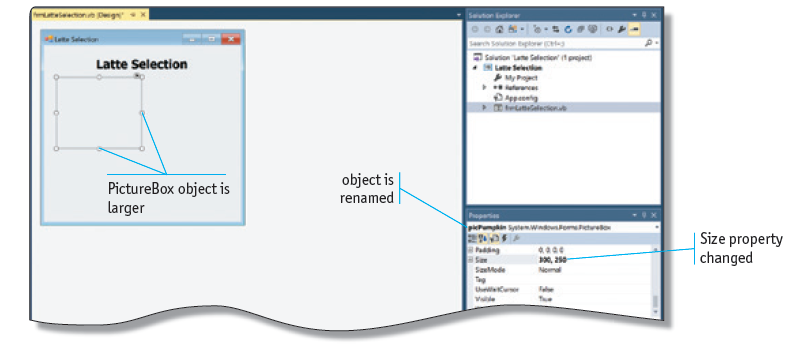 frmLatteSelection.vb [Design]*
Solution Explorer
Latte Selection
Search Solution Explorer (Ctrl+;)
Latte Selection
Solution 'Latte Selection' (1 project)
Latte Selection
My Project
References
App.config
frmLatteSelection.vb
PictureBox object is
larger
object is
renamed
Properties
picPumpkin System.Windows.Forms.PictureBox
Padding 0, 0, 0, 0
Size 300, 250
SizeMode Normal
Tag
UseWaitCursor False
Visible True
Size property
changed